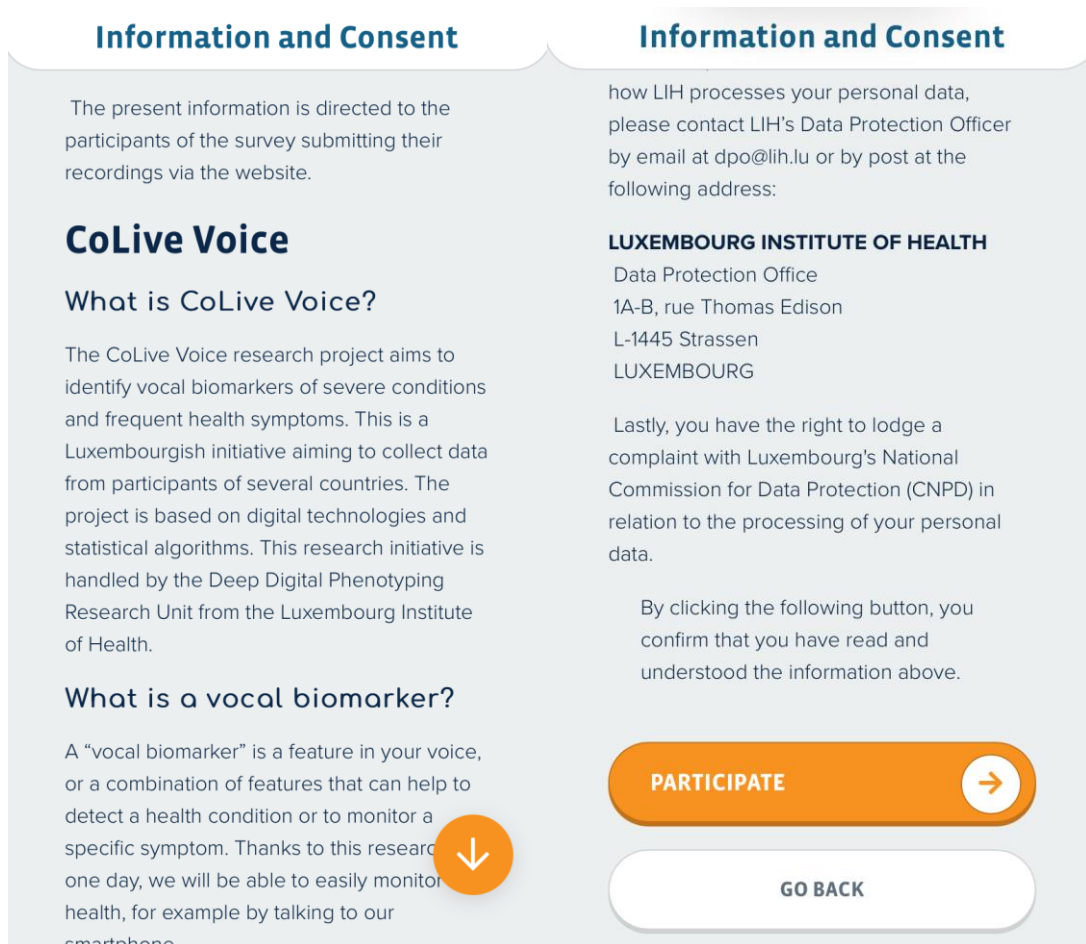 Information and Consent
The present information is directed to the
participants of the survey submitting their
recordings via the website.
CoLive Voice
What is CoLive Voice?
The CoLive Voice research project aims to
identify vocal biomarkers of severe conditions
and frequent health symptoms. This is a
Luxembourgish initiative aiming to collect data
from participants of several countries. The
project is based on digital technologies and
statistical algorithms. This research initiative is
handled by the Deep Digital Phenotyping
Research Unit from the Luxembourg Institute
of Health.
What is a vocal biomarker?
A “vocal biomarker” is a feature in your voice,
or a combination of features that can help to
detect a health condition or to monitor a
specific symptom. Thanks to this
one day, we will be able to easily monitor
health, for example by talking to our
smartphone
Information and Consent
how LIH processes your personal data,
please contact LIH’s Data Protection Officer
by email at dpo@lih.lu or by post at the
following address:
LUXEMBOURG INSTITUTE OF HEALTH
Data Protection Office
1A-B, rue Thomas Edison
L-1445 Strassen
LUXEMBOURG
Lastly, you have the right to lodge a
complaint with Luxembourg's National
Commission for Data Protection (CNPD) in
relation to the processing of your personal
data.
By clicking the following button, you
confirm that you have read and
understood the information above.
PARTICIPATE
GO BACK